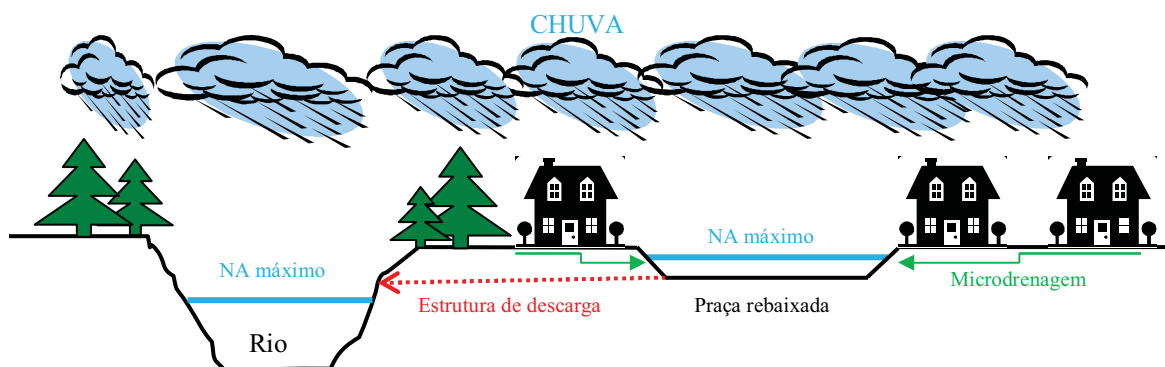 CHUVA
NA máximo
NA máximo
Microdrenagem
Estrutura de descarga
Praça rebaixada
Rio